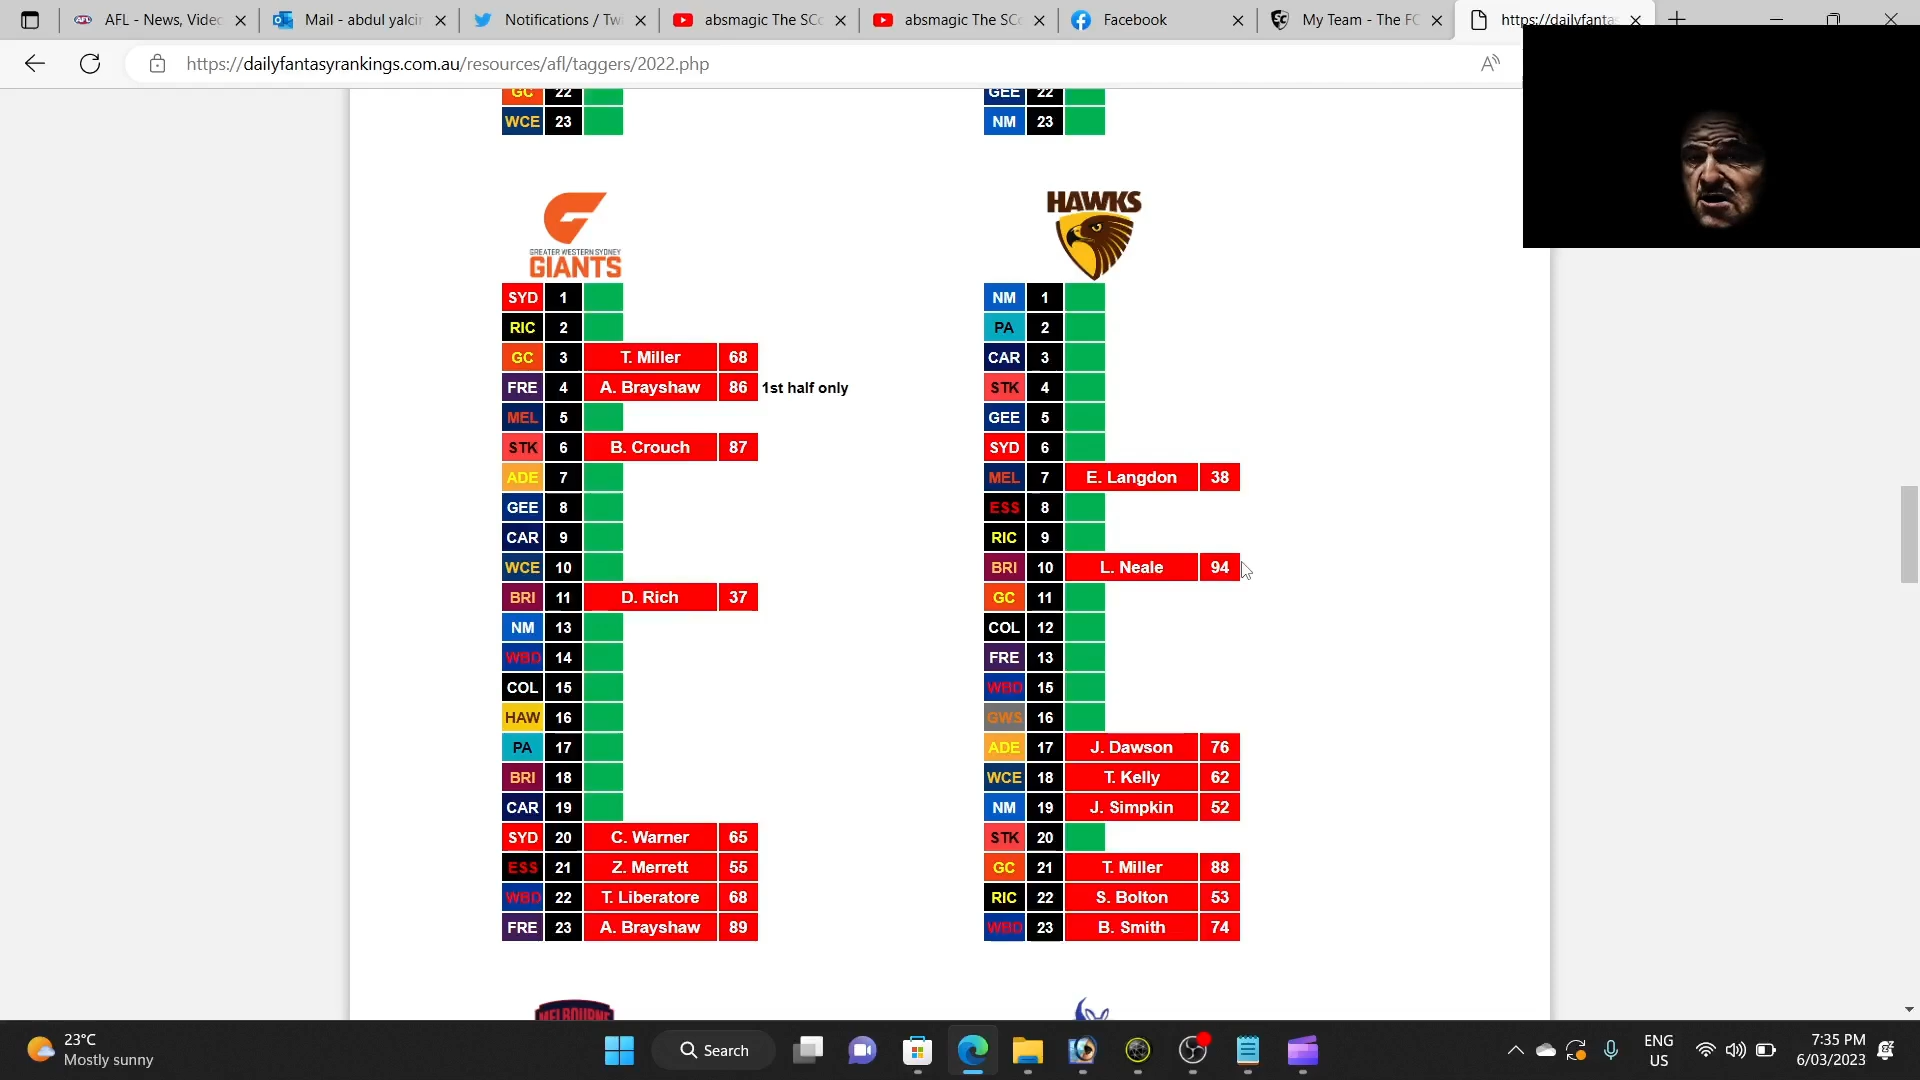 AFL - News, Videc
Mail - abdul yalcir
Notifications / Twi
absmagic The SCo
absmagic The SCo
Facebook
My Team - The FC
https://dailyfantas
https://dailyfantasyrankings.com.au/resources/afl/taggers/2022.php
GC 22
WCE 23
GEE 22
NM 23
GREATER WESTERN SYDNEY
GIANTS
SYD 1
RIC 2
GC 3 T. Miller 68
FRE 4 A. Brayshaw 86 1st half only
MEL 5
STK 6 B. Crouch 87
ADE 7
GEE 8
CAR 9
WCE 10
BRI 11 D. Rich 37
NM 13
WBD 14
COL 15
HAW 16
PA 17
BRI 18
CAR 19
SYD 20 C. Warner 65
ESS 21 Z. Merrett 55
WBD 22 T. Liberatore 68
FRE 23 A. Brayshaw 89
HAWKS
NM 1
PA 2
CAR 3
STK 4
GEE 5
SYD 6
MEL 7 E. Langdon 38
ESS 8
RIC 9
BRI 10 L. Neale 94
GC 11
COL 12
FRE 13
WBD 15
GWS 16
ADE 17 J. Dawson 76
WCE 18 T. Kelly 62
NM 19 J. Simpkin 52
STK 20
GC 21 T. Miller 88
RIC 22 S. Bolton 53
WBD 23 B. Smith 74
MELBOURNE
23°C
Mostly sunny
Search
ENG
US
7:35 PM
6/03/2023